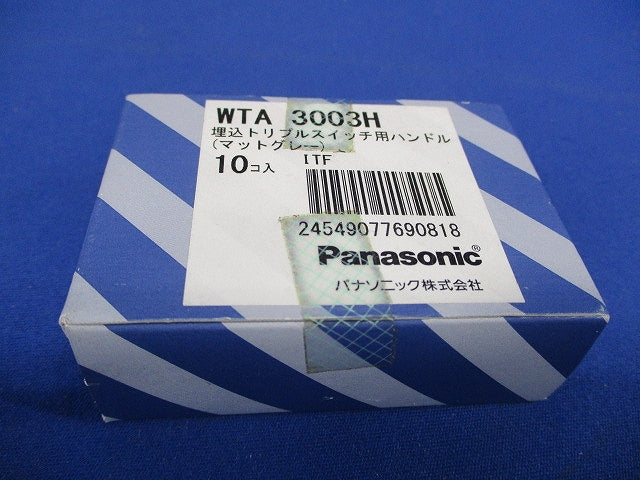 WTA 3003H
埋込トリプルスイッチ用ハンドル
(マットグレー)
10コ入 ITF
24549077690818
Panasonic®
パナソニック株式会社